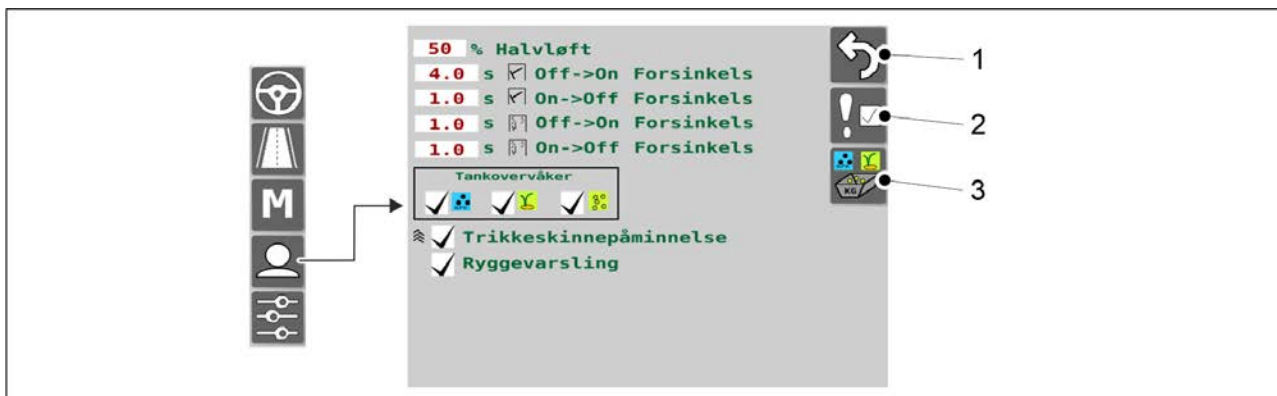 50 % Halvløft
4.0 s Off->On Forsinkels
1.0 s On->Off Forsinkels
1.0 s Off->On Forsinkels
1.0 s On->Off Forsinkels
Tankovervåker
Trikkeskinnepåminnelse
Ryggevarsling
M
KG
1
2
3